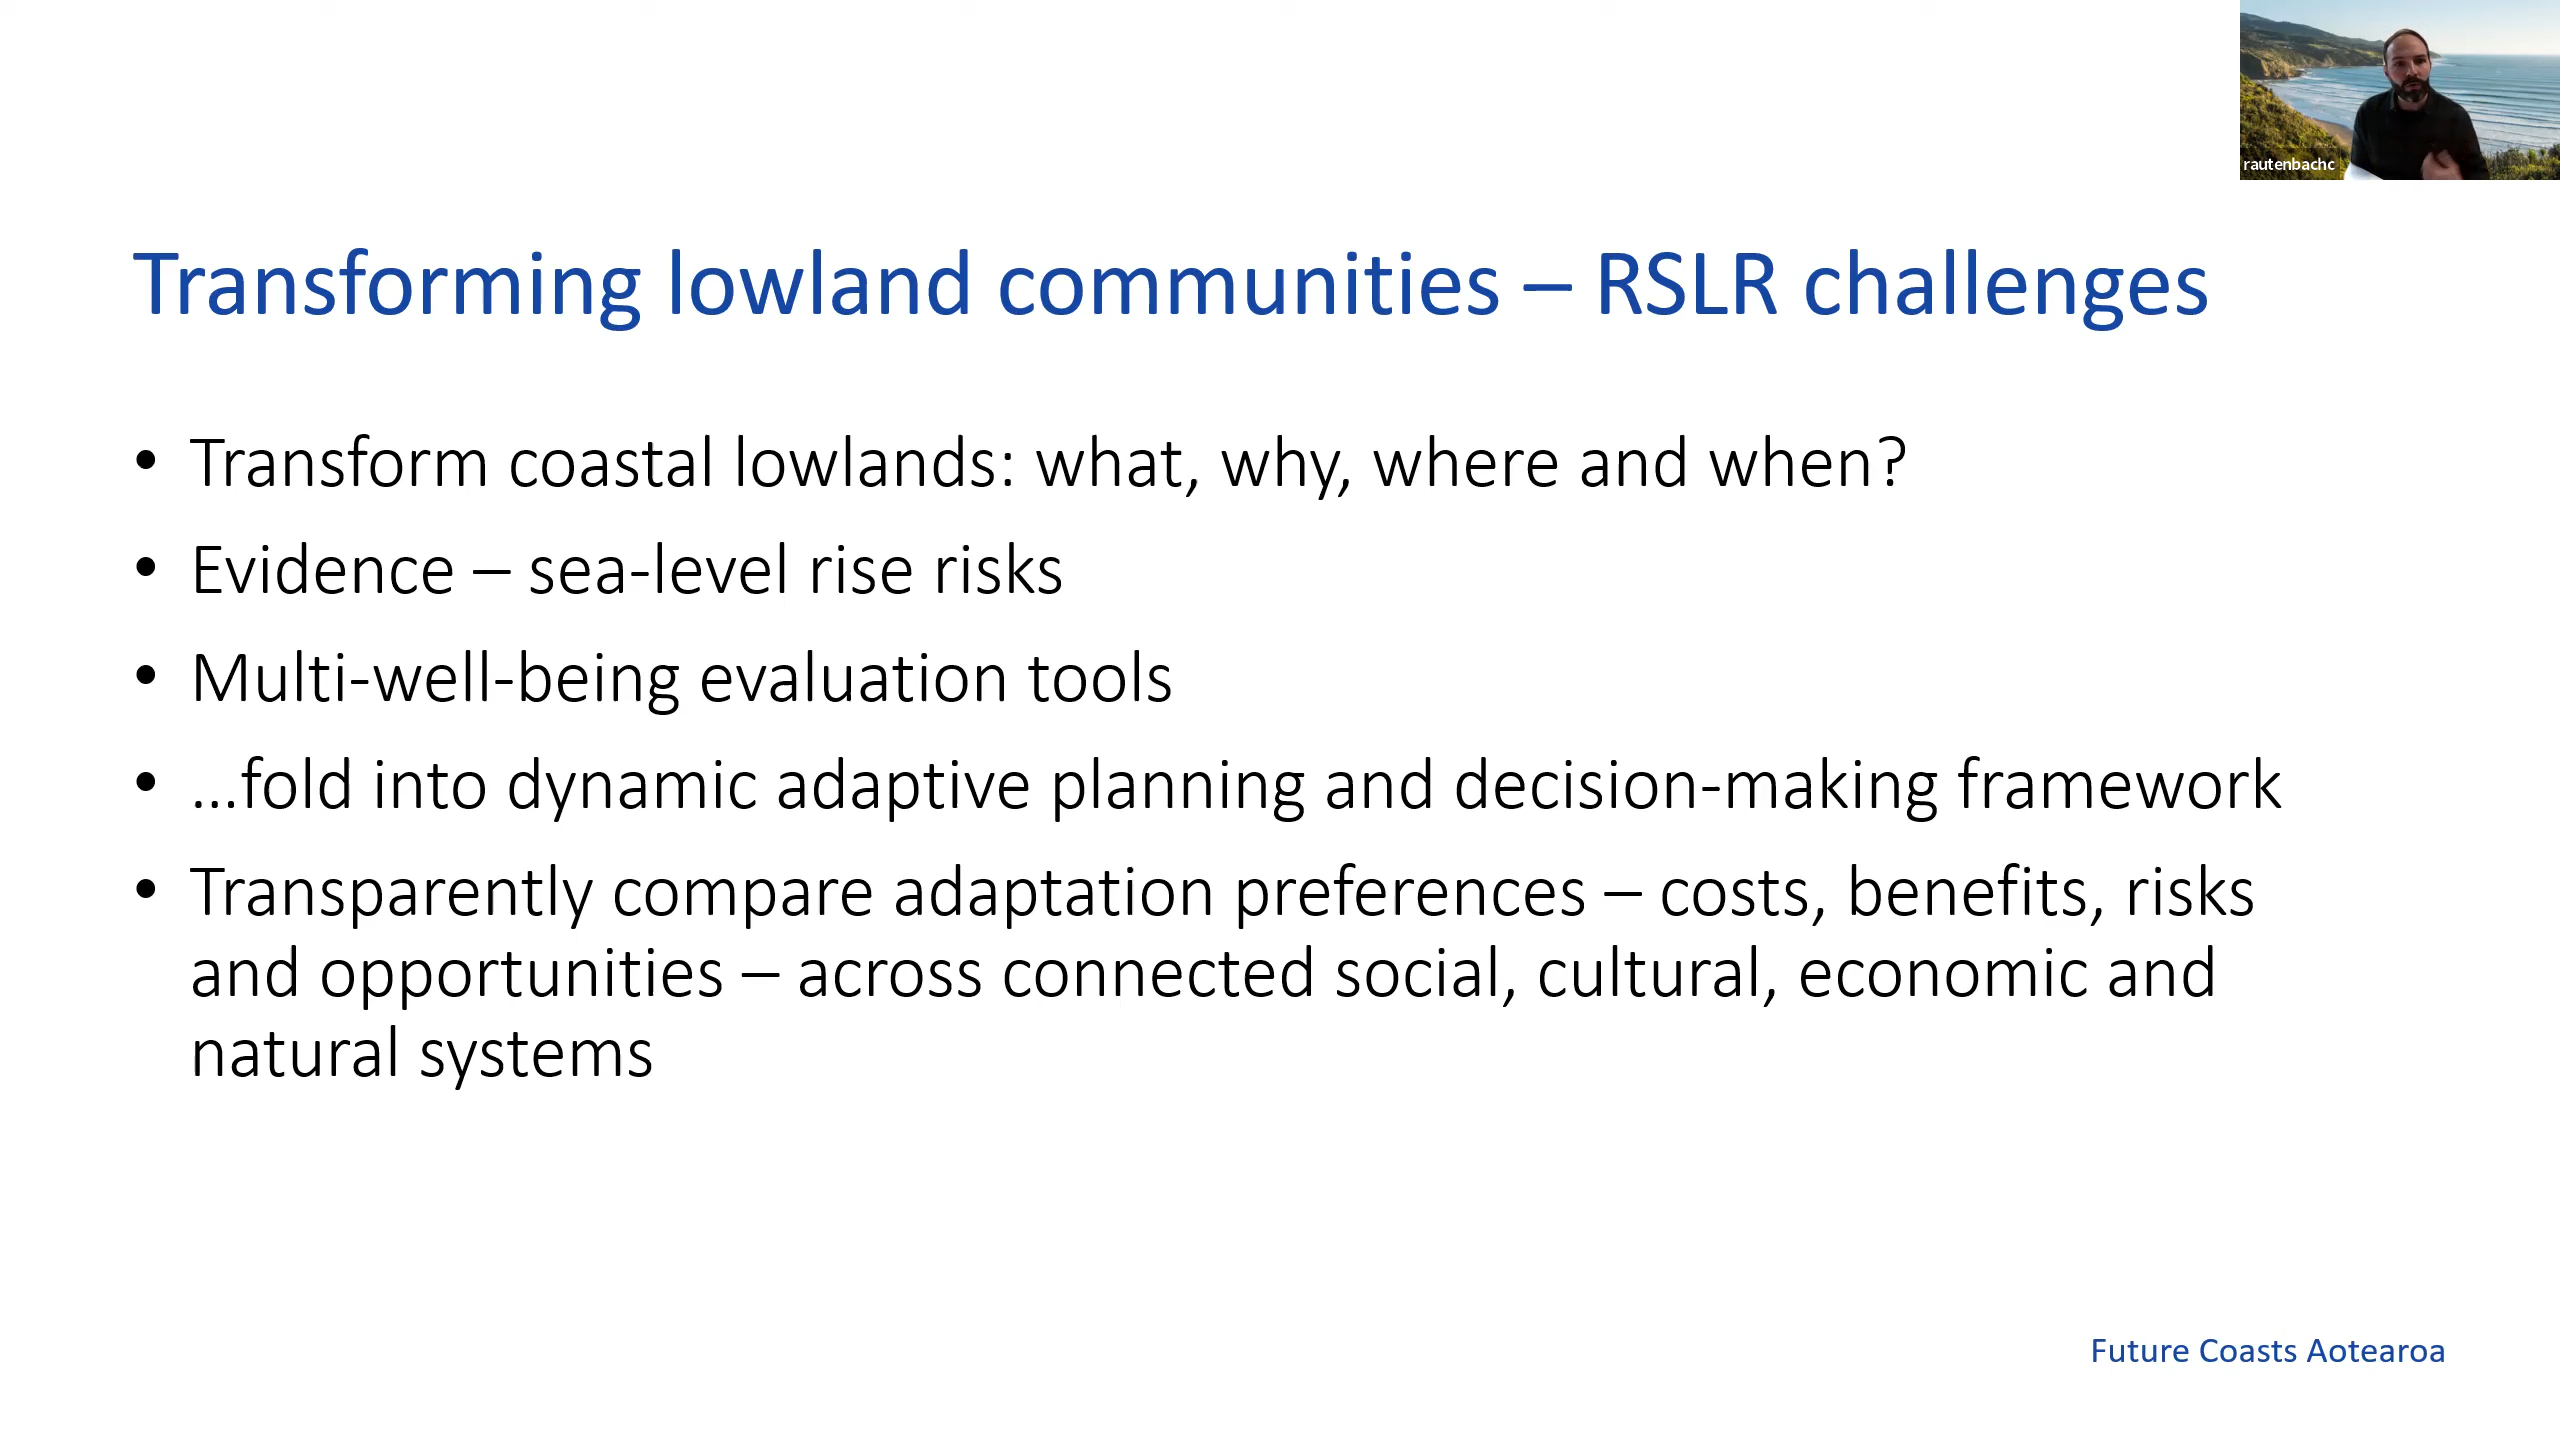 rautenbachc
Transforming lowland communities – RSLR challenges
• Transform coastal lowlands: what, why, where and when?
• Evidence – sea-level rise risks
• Multi-well-being evaluation tools
• …fold into dynamic adaptive planning and decision-making framework
• Transparently compare adaptation preferences – costs, benefits, risks
and opportunities – across connected social, cultural, economic and
natural systems
Future Coasts Aotearoa